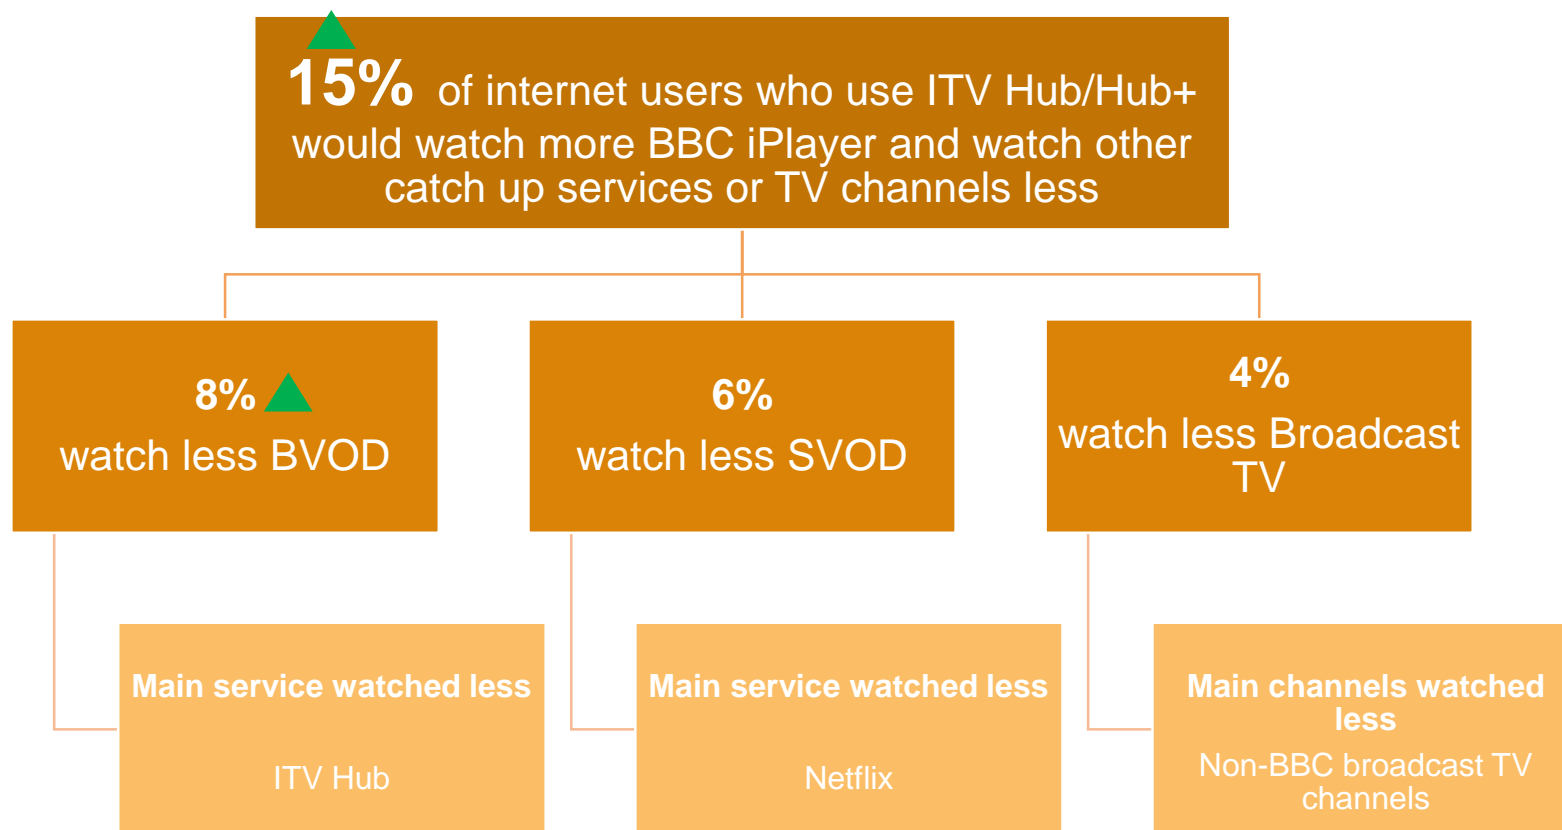 15% of internet users who use ITV Hub/Hub+
would watch more BBC iPlayer and watch other
catch up services or TV channels less
8%
watch less BVOD
6%
watch less SVOD
4%
watch less Broadcast
TV
Main service watched less
ITV Hub
Main service watched less
Netflix
Main channels watched
less
Non-BBC broadcast TV
channels